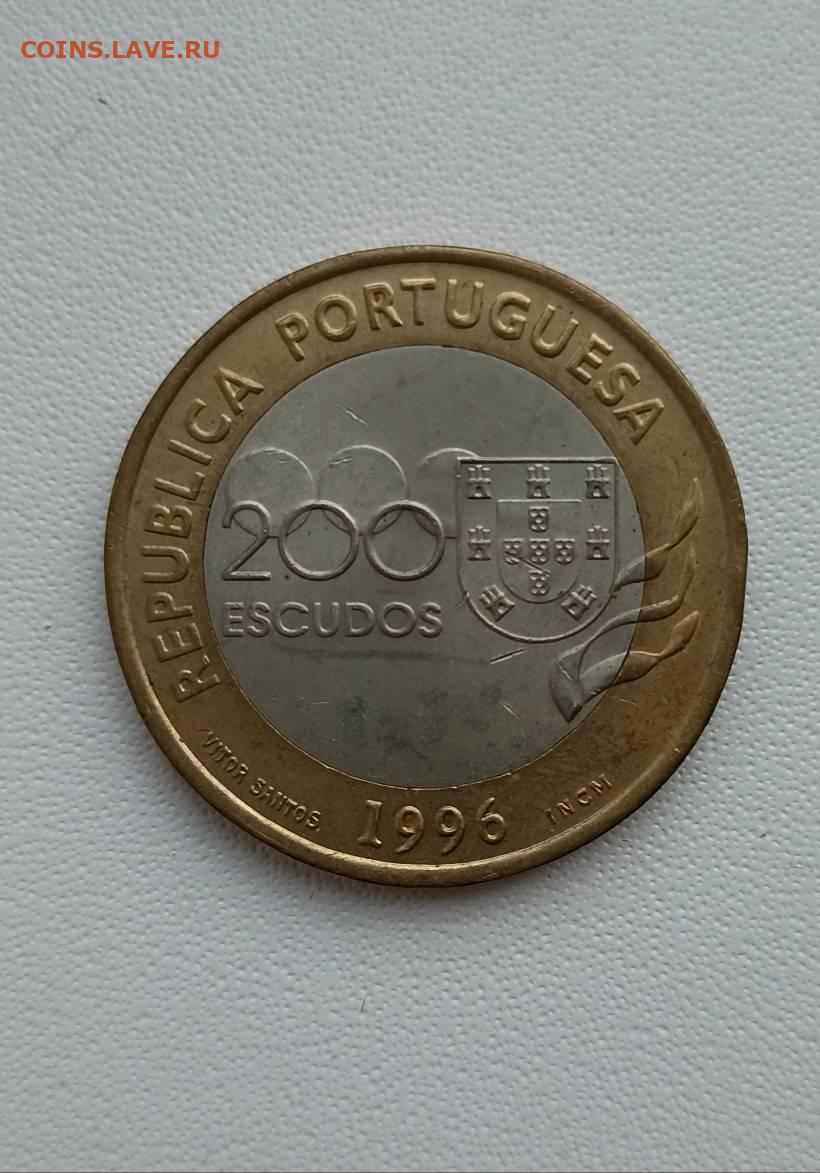 COINS.LAVE.RU
REPUBLICA PORTUGUESA
200
ESCUDOS
VITOR SANTOS.
1996
INCM